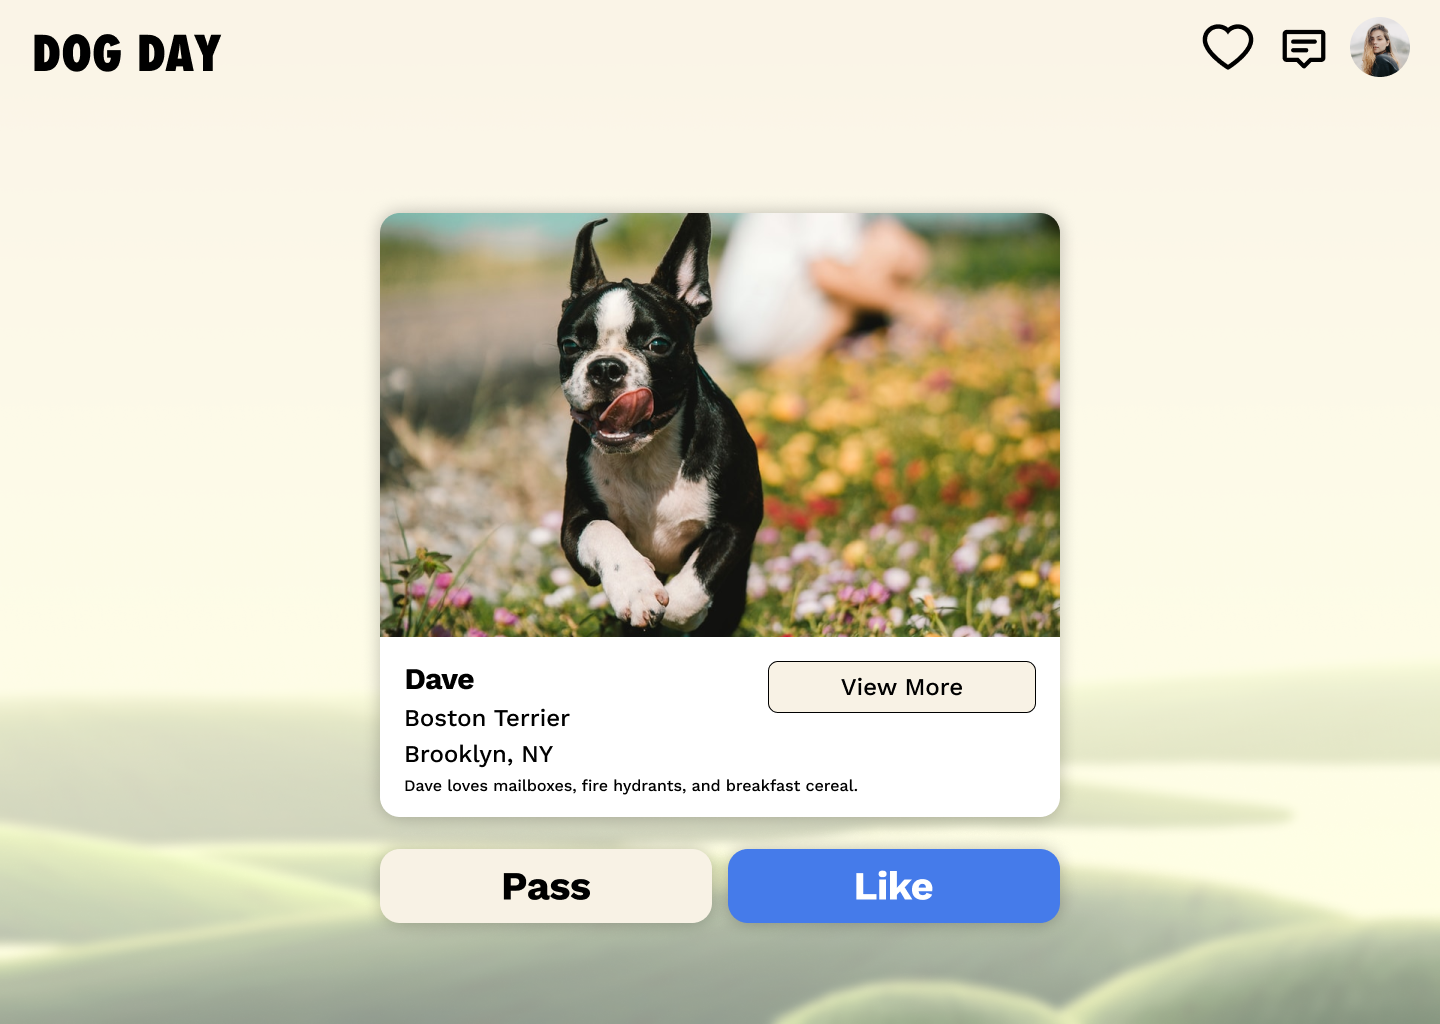 DOG DAY
Dave
View More
Boston Terrier
Brooklyn, NY
Dave loves mailboxes, fire hydrants, and breakfast cereal.
Pass
Like